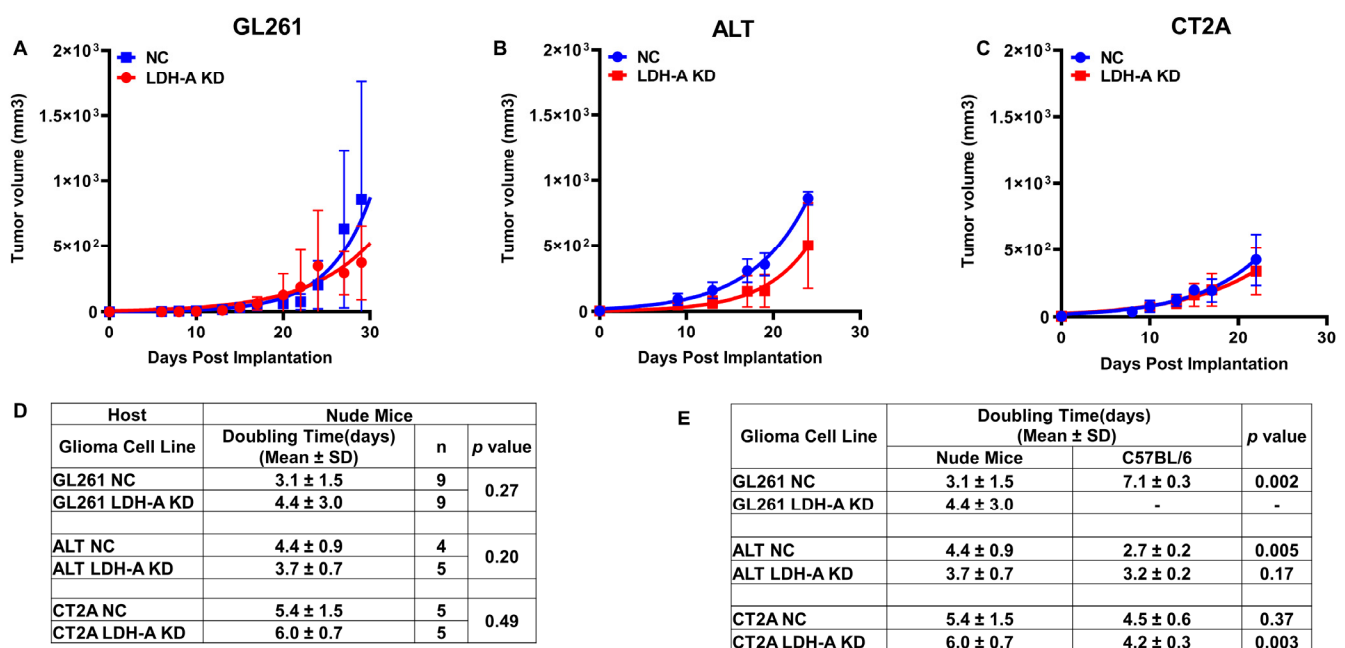 GL261
A
NC
LDH-A KD
2×10³
1.5×10³
1×10³
5×10²
0
Tumor volume (mm3)
0 10 20 30
Days Post Implantation
ALT
B
NC
LDH-A KD
2×10³
1.5×10³
1×10³
5×10²
0
Tumor volume (mm3)
0 10 20 30
Days Post Implantation
CT2A
C
NC
LDH-A KD
2×10³
1.5×10³
1×10³
5×10²
0
Tumor volume (mm3)
0 10 20 30
Days Post Implantation
D
Host Nude Mice
Glioma Cell Line Doubling Time(days) (Mean ± SD) n p value
GL261 NC 3.1 ± 1.5 9 0.27
GL261 LDH-A KD 4.4 ± 3.0 9
ALT NC 4.4 ± 0.9 4 0.20
ALT LDH-A KD 3.7 ± 0.7 5
CT2A NC 5.4 ± 1.5 5 0.49
CT2A LDH-A KD 6.0 ± 0.7 5
E
Glioma Cell Line Doubling Time(days) (Mean ± SD) p value
Nude Mice C57BL/6
GL261 NC 3.1 ± 1.5 7.1 ± 0.3 0.002
GL261 LDH-A KD 4.4 ± 3.0 - -
ALT NC 4.4 ± 0.9 2.7 ± 0.2 0.005
ALT LDH-A KD 3.7 ± 0.7 3.2 ± 0.2 0.17
CT2A NC 5.4 ± 1.5 4.5 ± 0.6 0.37
CT2A LDH-A KD 6.0 ± 0.7 4.2 ± 0.3 0.003